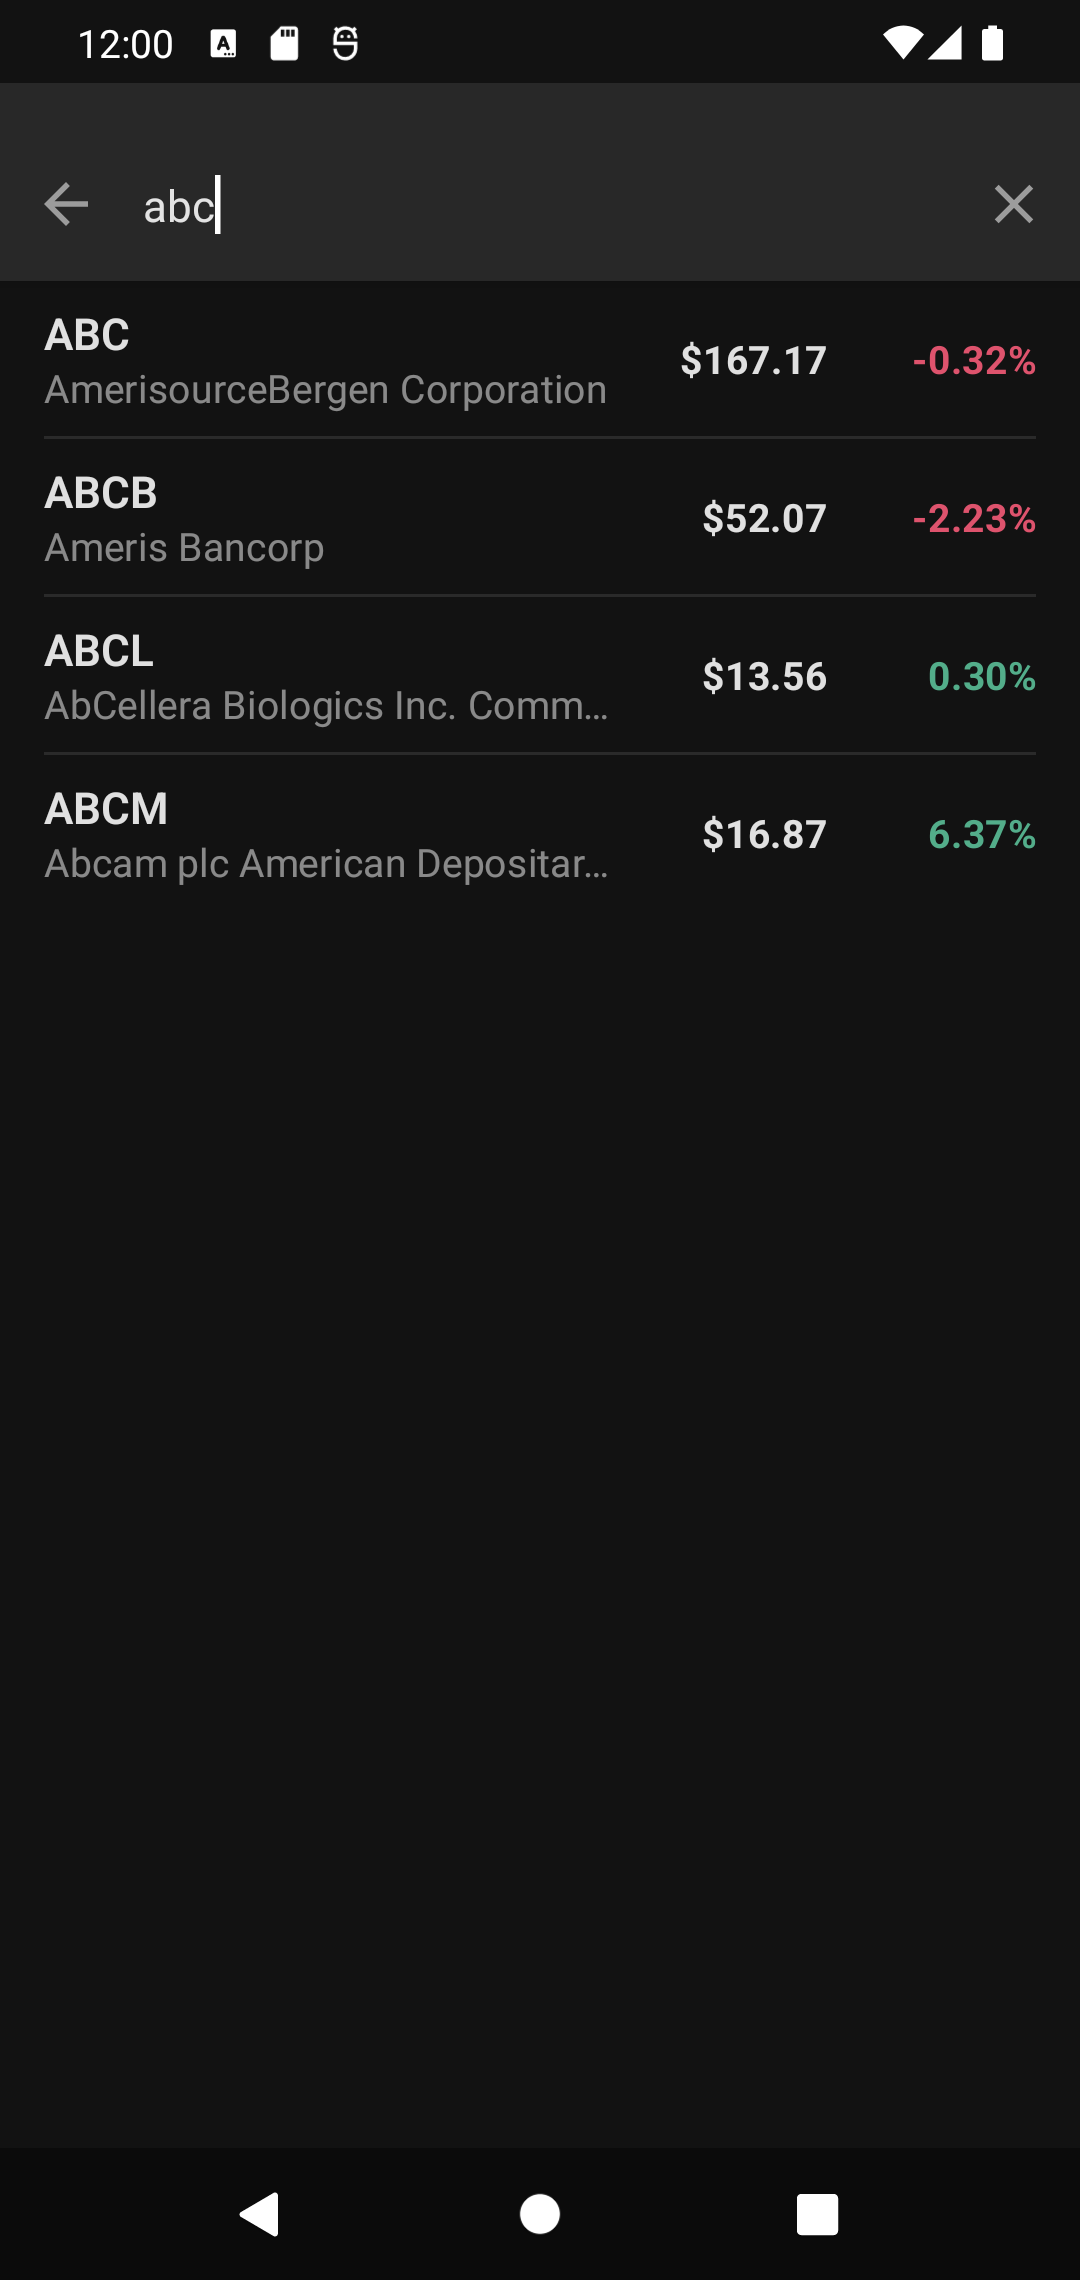 12:00
abc
ABC
AmerisourceBergen Corporation
$167.17
-0.32%
ABCB
Ameris Bancorp
$52.07
-2.23%
ABCL
AbCellera Biologics Inc. Comm...
$13.56
0.30%
ABCM
Abcam plc American Depositar...
$16.87
6.37%